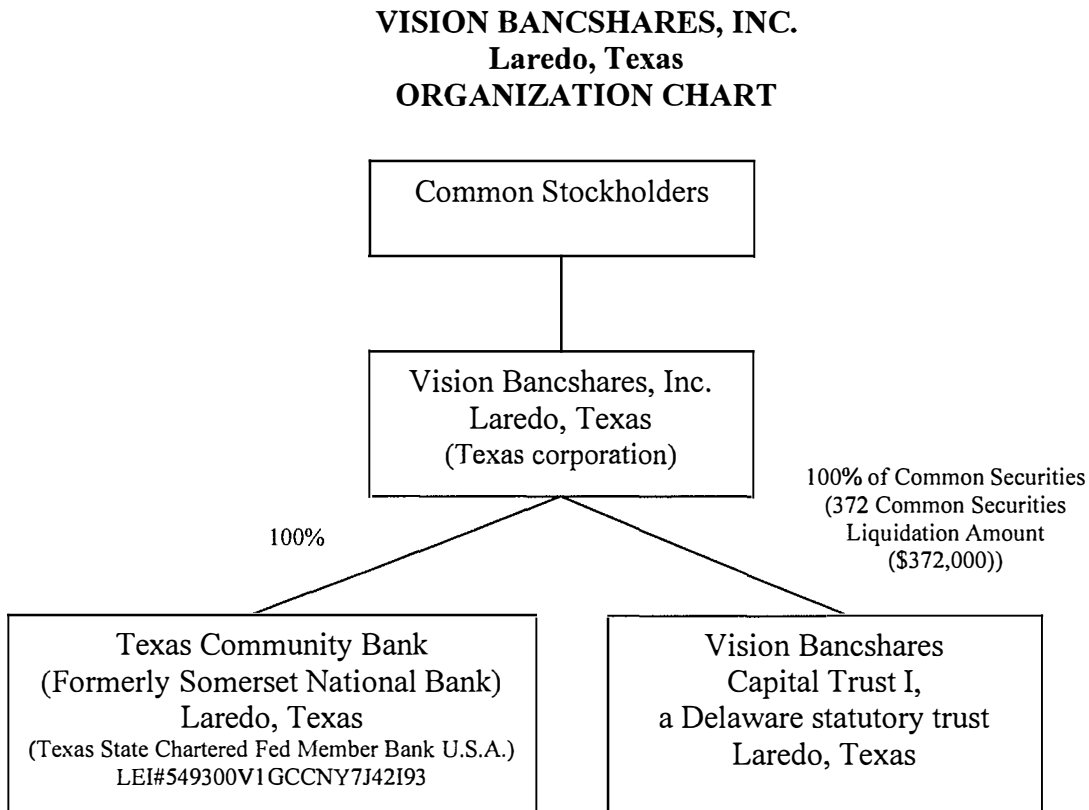 VISION BANCSHARES, INC.
Laredo, Texas
ORGANIZATION CHART
Common Stockholders
Vision Bancshares, Inc.
Laredo, Texas
(Texas corporation)
100% of Common Securities
(372 Common Securities
Liquidation Amount
($372,000))
100%
Texas Community Bank
(Formerly Somerset National Bank)
Laredo, Texas
(Texas State Chartered Fed Member Bank U.S.A.)
LEI#549300V1GCCNY7J42I93
Vision Bancshares
Capital Trust I,
a Delaware statutory trust
Laredo, Texas